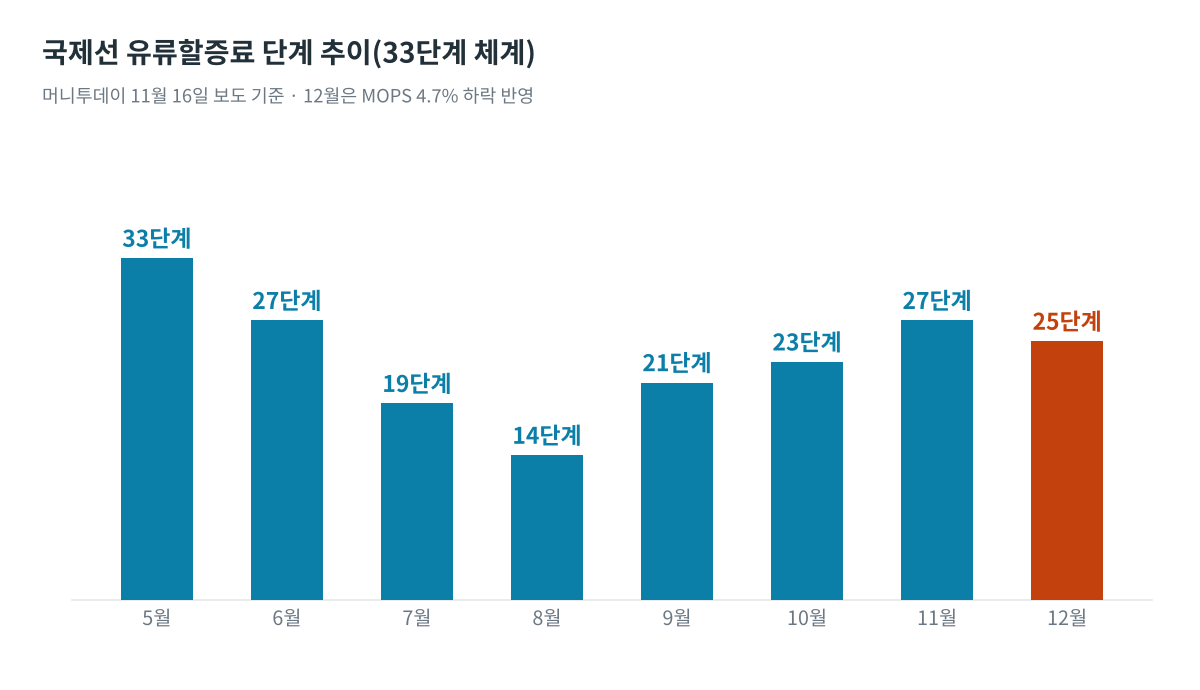 국제선 유류할증료 단계 추이(33단계 체계)
머니투데이 11월 16일 보도 기준 · 12월은 MOPS 4.7% 하락 반영
33단계
27단계
19단계
14단계
21단계
23단계
27단계
25단계
5월
6월
7월
8월
9월
10월
11월
12월